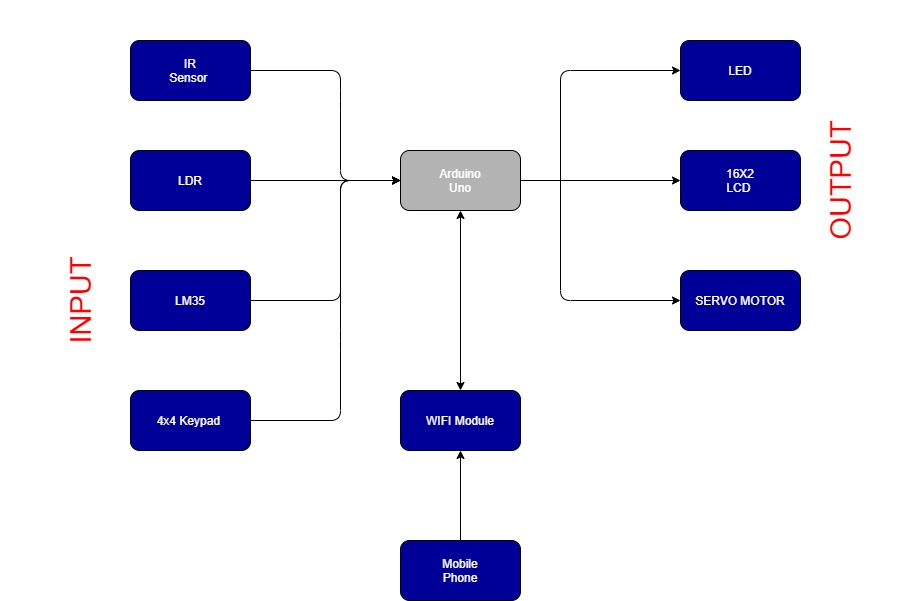 IR
Sensor
LDR
LM35
4x4 Keypad
INPUT
Arduino
Uno
WIFI Module
Mobile
Phone
LED
16X2
LCD
SERVO MOTOR
OUTPUT